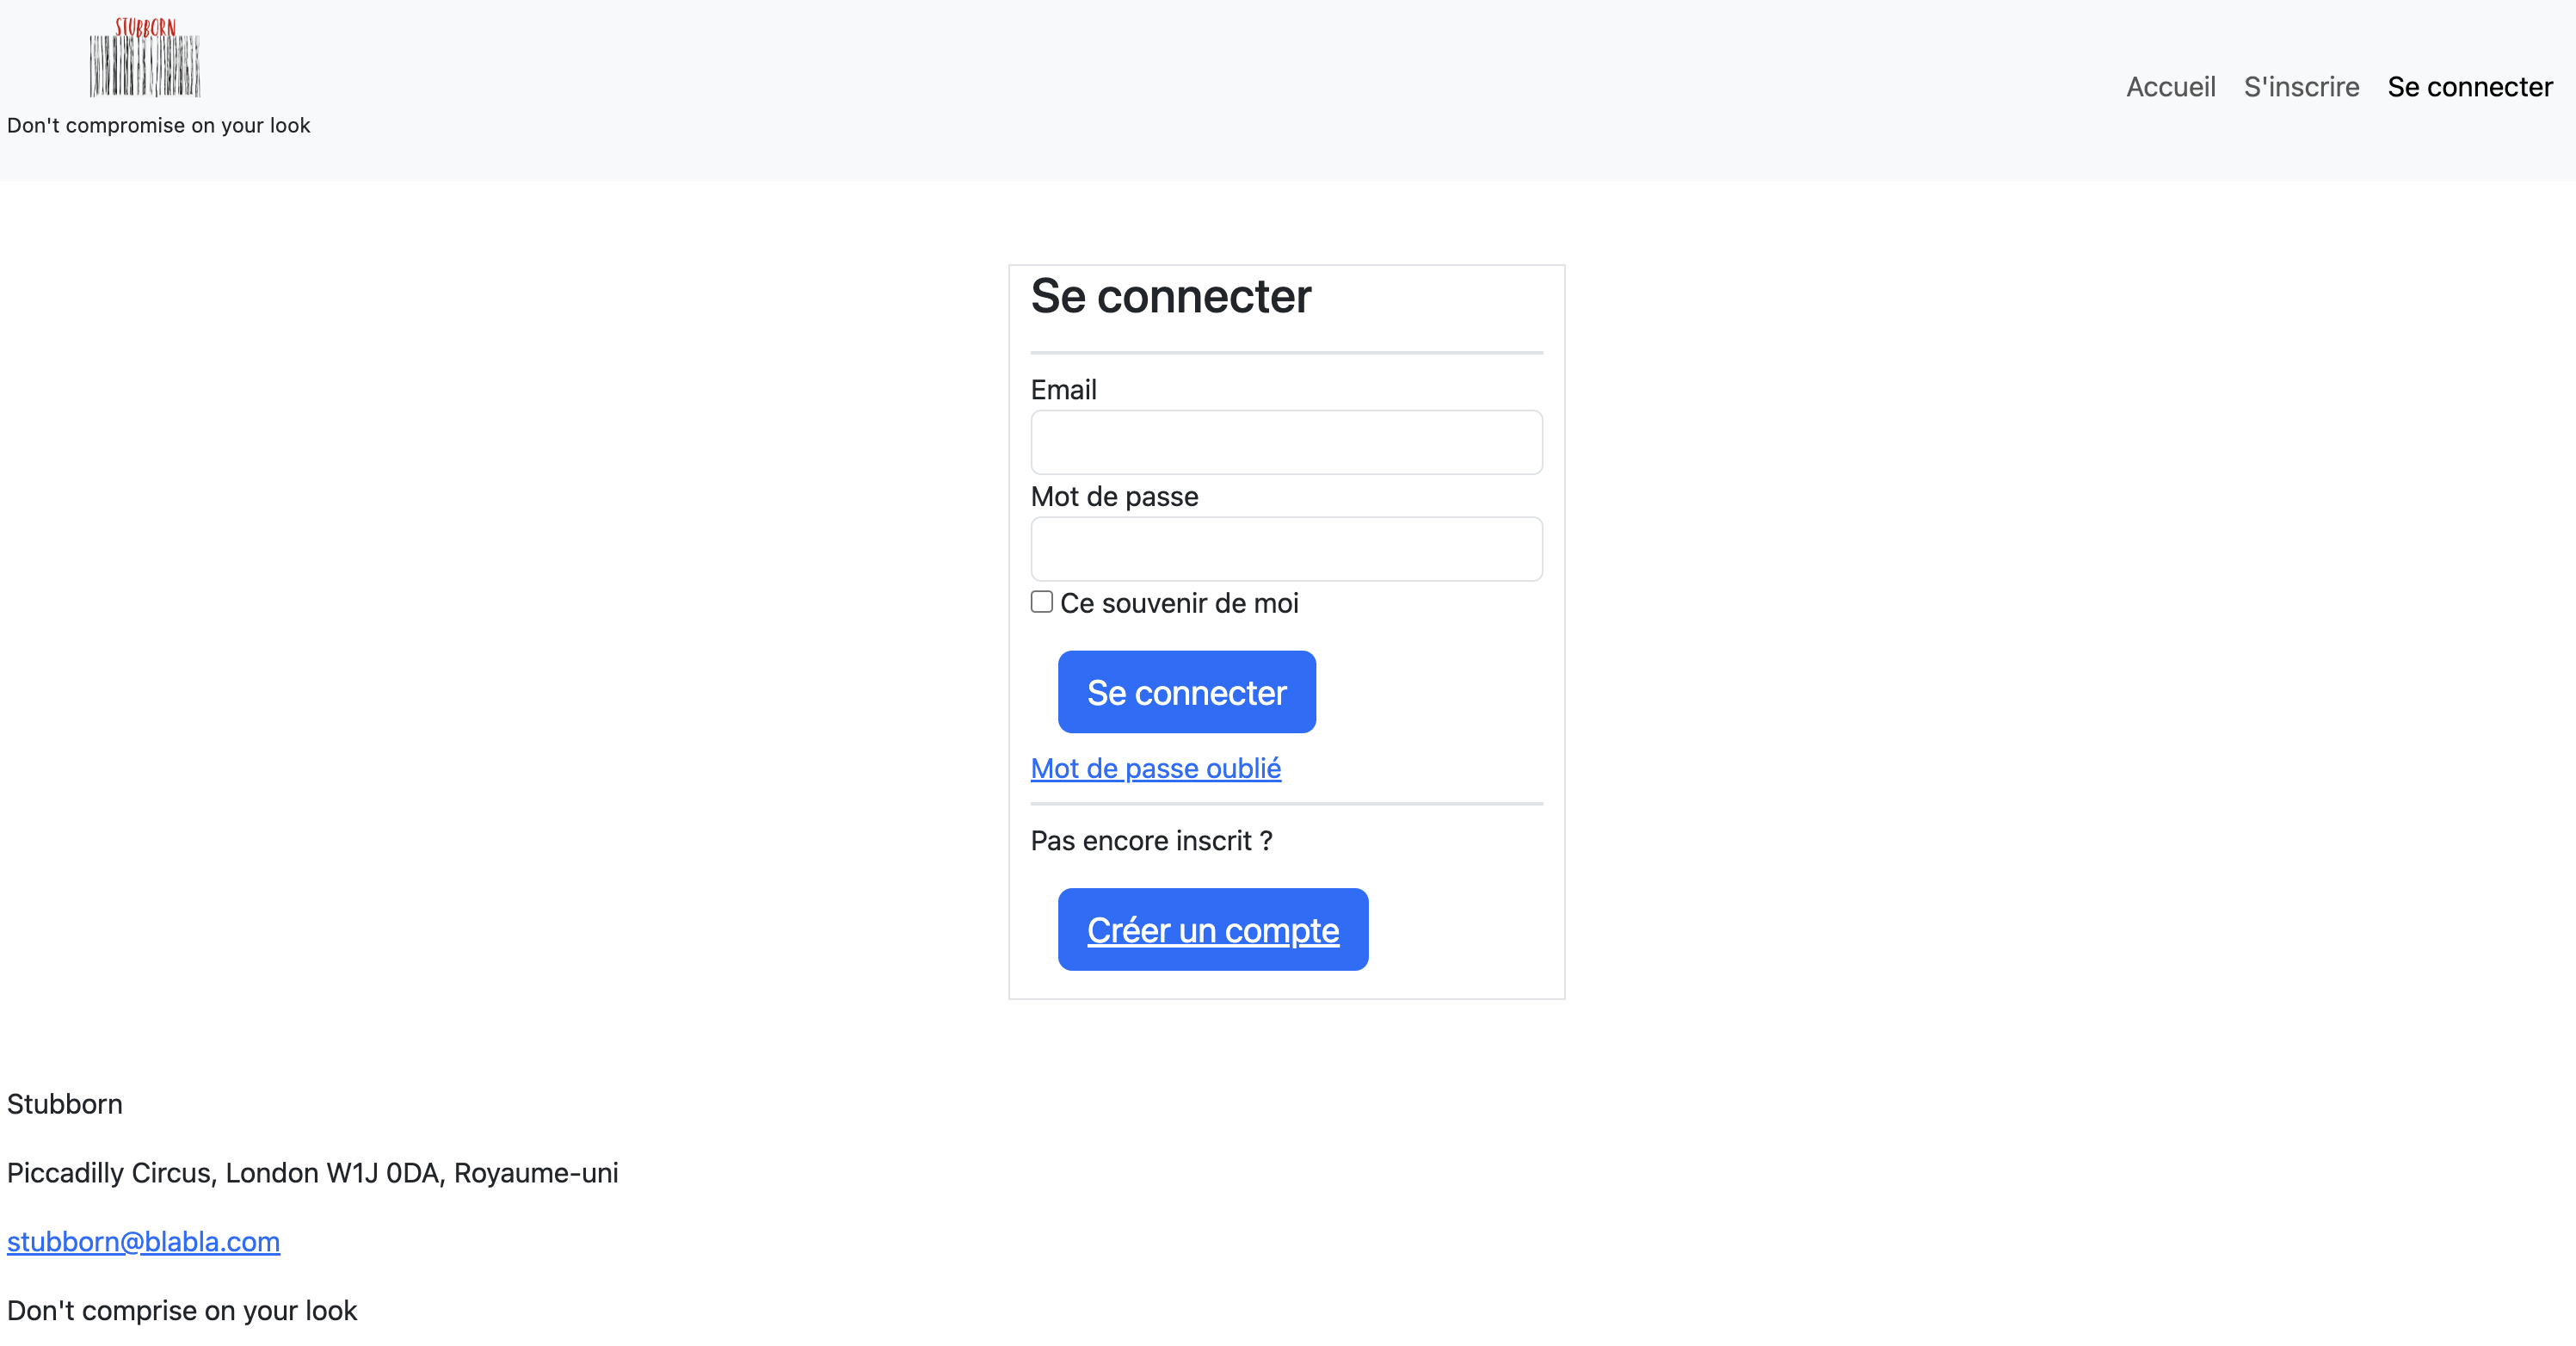 STUBBORN
Don't compromise on your look
Accueil S'inscrire Se connecter
Se connecter
Email
Mot de passe
Ce souvenir de moi
Se connecter
Mot de passe oublié
Pas encore inscrit ?
Créer un compte
Stubborn
Piccadilly Circus, London W1J 0DA, Royaume-uni
stubborn@blabla.com
Don't comprise on your look